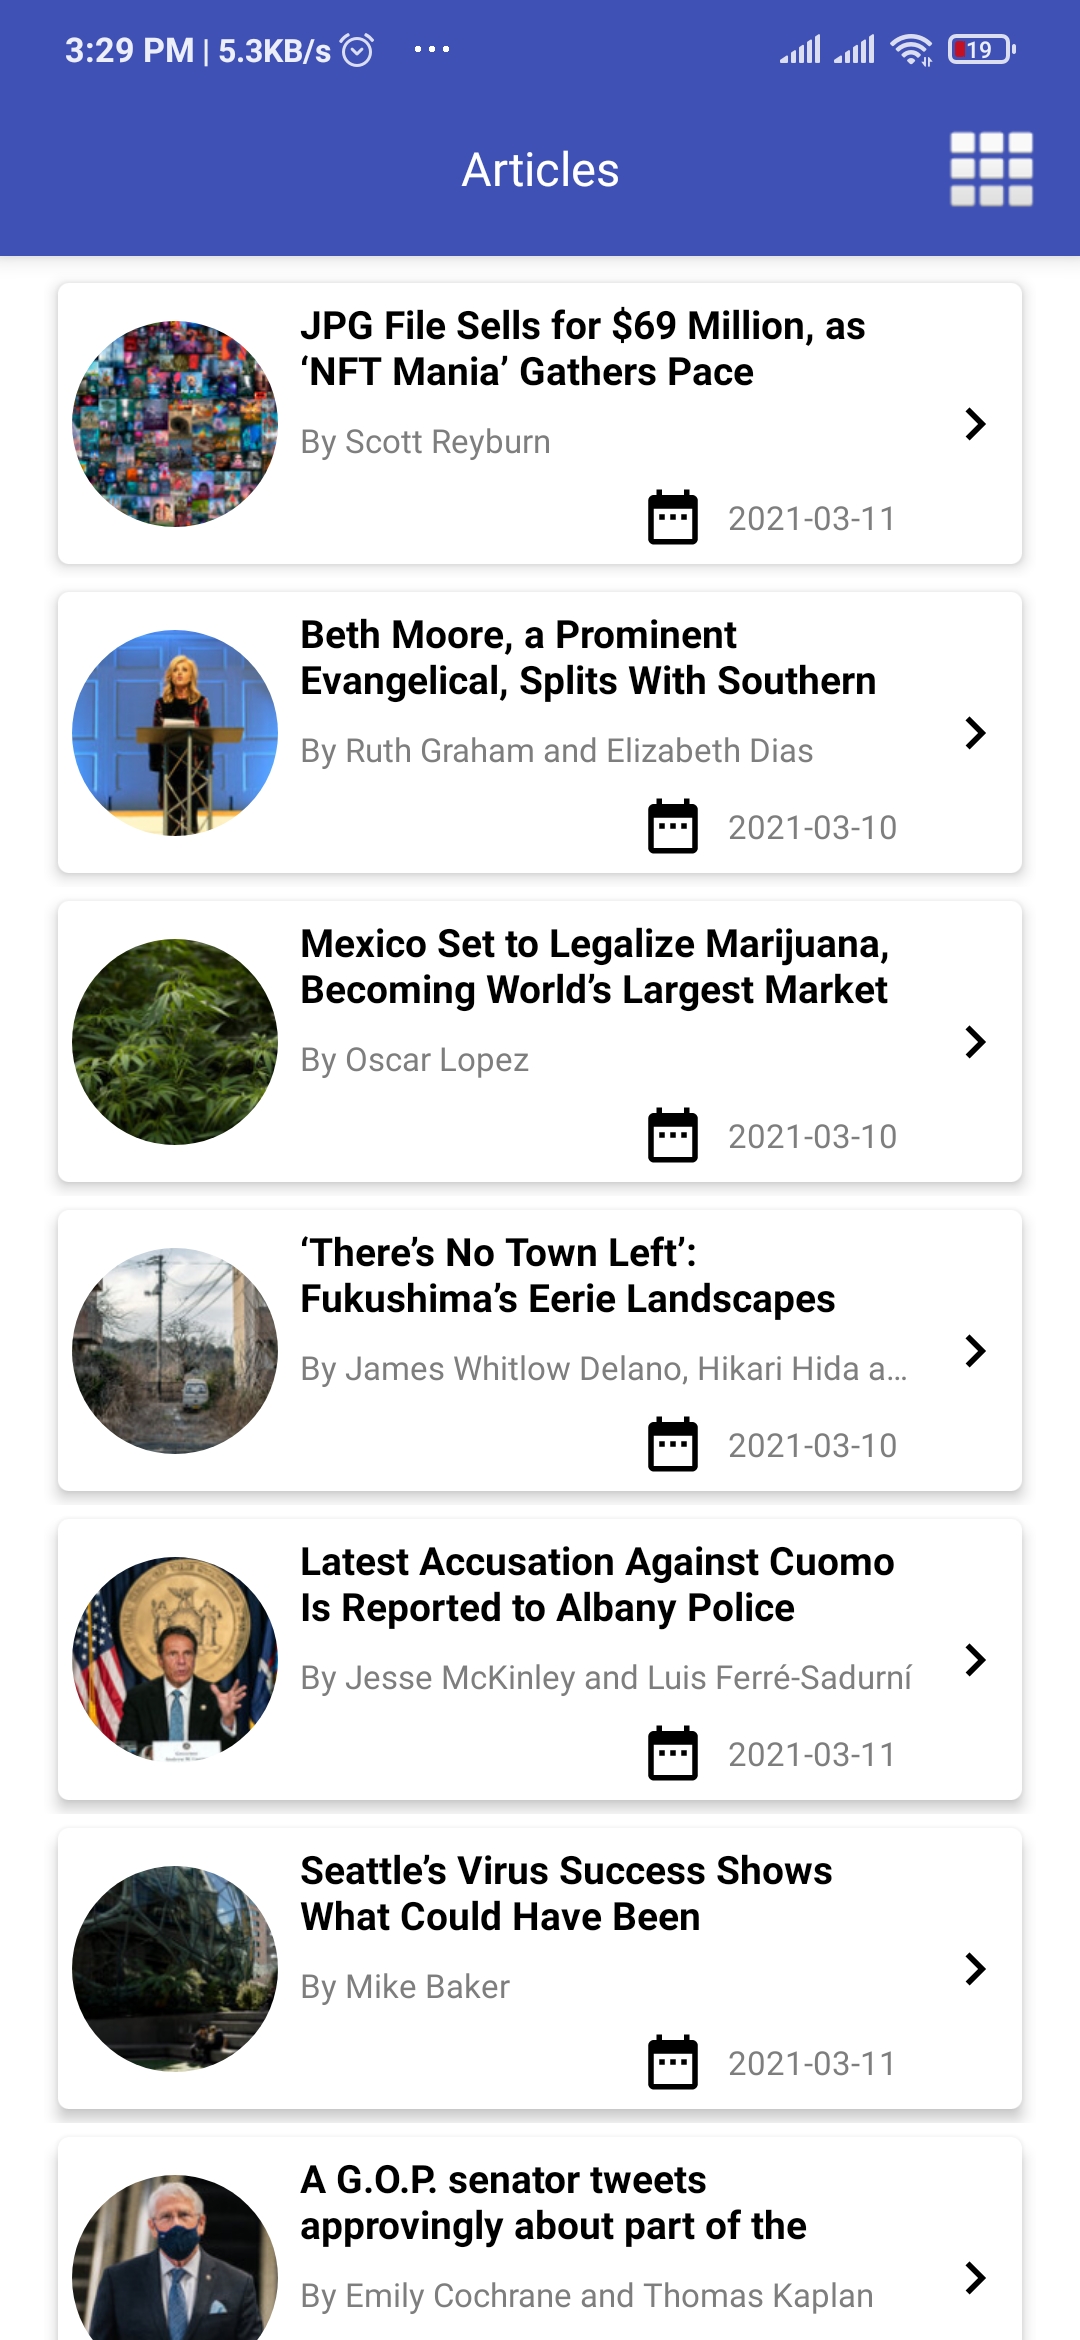 3:29 PM | 5.3KB/s ... 19
Articles
JPG File Sells for $69 Million, as
‘NFT Mania’ Gathers Pace
By Scott Reyburn
2021-03-11
Beth Moore, a Prominent
Evangelical, Splits With Southern
By Ruth Graham and Elizabeth Dias
2021-03-10
Mexico Set to Legalize Marijuana,
Becoming World’s Largest Market
By Oscar Lopez
2021-03-10
‘There’s No Town Left’:
Fukushima’s Eerie Landscapes
By James Whitlow Delano, Hikari Hida a...
2021-03-10
Latest Accusation Against Cuomo
Is Reported to Albany Police
By Jesse McKinley and Luis Ferré-Sadurní
2021-03-11
Seattle’s Virus Success Shows
What Could Have Been
By Mike Baker
2021-03-11
A G.O.P. senator tweets
approvingly about part of the
By Emily Cochrane and Thomas Kaplan